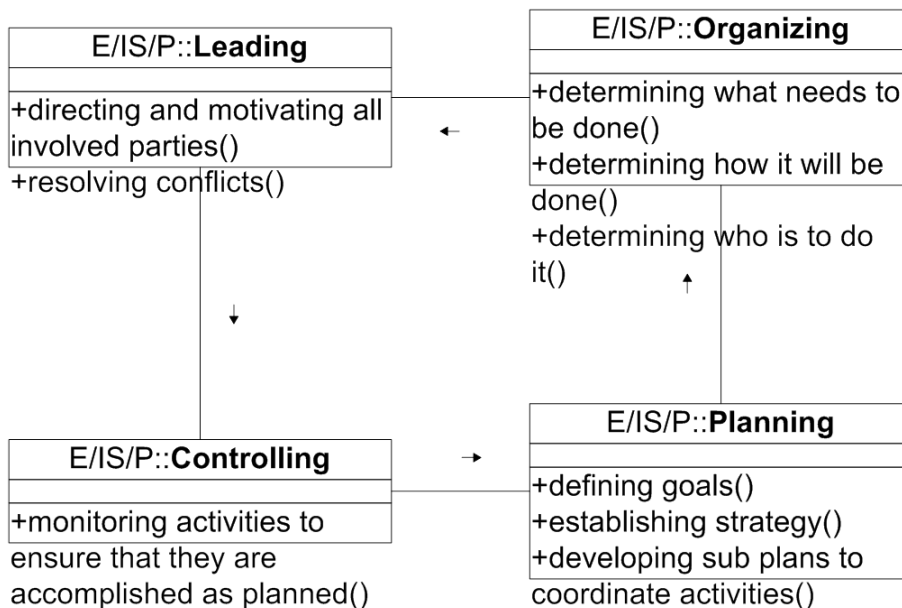 E/IS/P::Leading
+directing and motivating all
involved parties()
+resolving conflicts()
E/IS/P::Organizing
+determining what needs to
be done()
+determining how it will be
done()
+determining who is to do
it()
E/IS/P::Controlling
+monitoring activities to
ensure that they are
accomplished as planned()
E/IS/P::Planning
+defining goals()
+establishing strategy()
+developing sub plans to
coordinate activities()